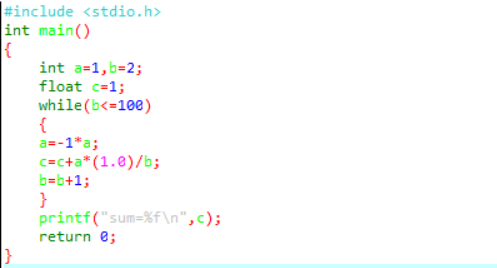 #include <stdio.h>
int main()
{
int a=1,b=2;
float c=1;
while(b<=100)
{
a=-1*a;
c=c+a*(1.0)/b;
b=b+1;
}
printf("sum=%f\n",c);
return 0;
}